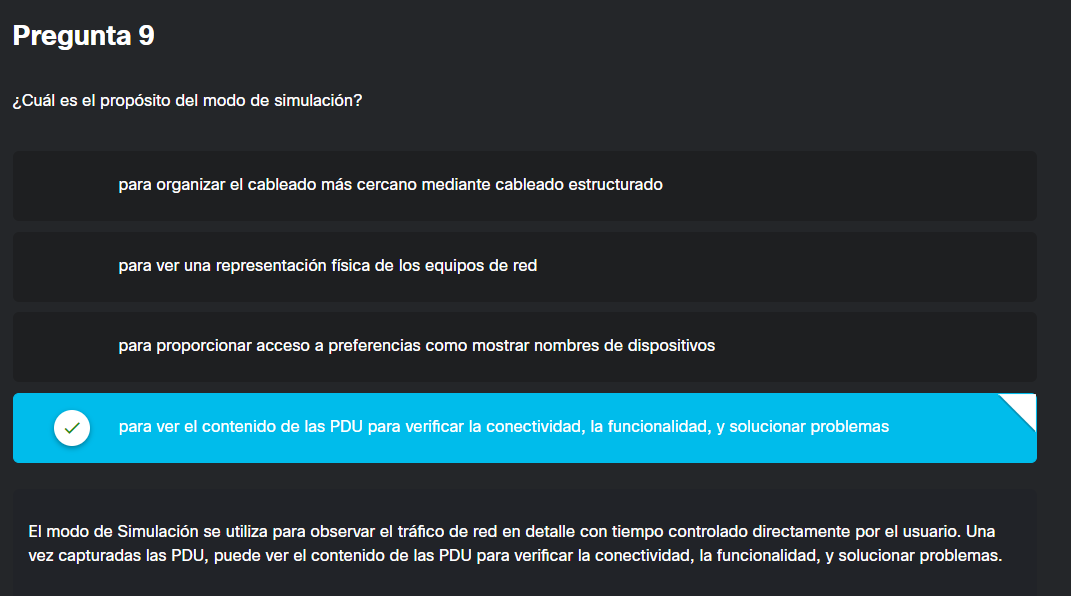 Pregunta 9
¿Cuál es el propósito del modo de simulación?
para organizar el cableado más cercano mediante cableado estructurado
para ver una representación física de los equipos de red
para proporcionar acceso a preferencias como mostrar nombres de dispositivos
para ver el contenido de las PDU para verificar la conectividad, la funcionalidad, y solucionar problemas
El modo de Simulación se utiliza para observar el tráfico de red en detalle con tiempo controlado directamente por el usuario. Una
vez capturadas las PDU, puede ver el contenido de las PDU para verificar la conectividad, la funcionalidad, y solucionar problemas.